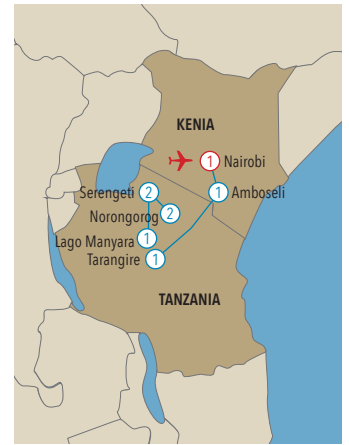 KENIA
1 Nairobi
Serengeti 2
1 Amboseli
Norongorog 2
Lago Manyara 1
Tarangire 1
TANZANIA